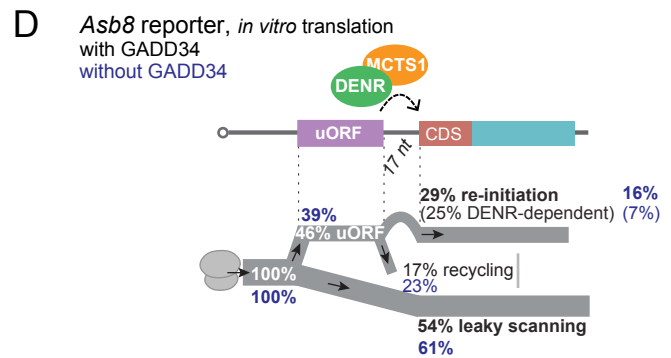 D
Asb8 reporter, in vitro translation
with GADD34
without GADD34
MCTS1
DENR
uORF
17 nt
CDS
29% re-initiation 16%
(25% DENR-dependent) (7%)
39%
46% uORF
100%
17% recycling
23%
100%
54% leaky scanning
61%